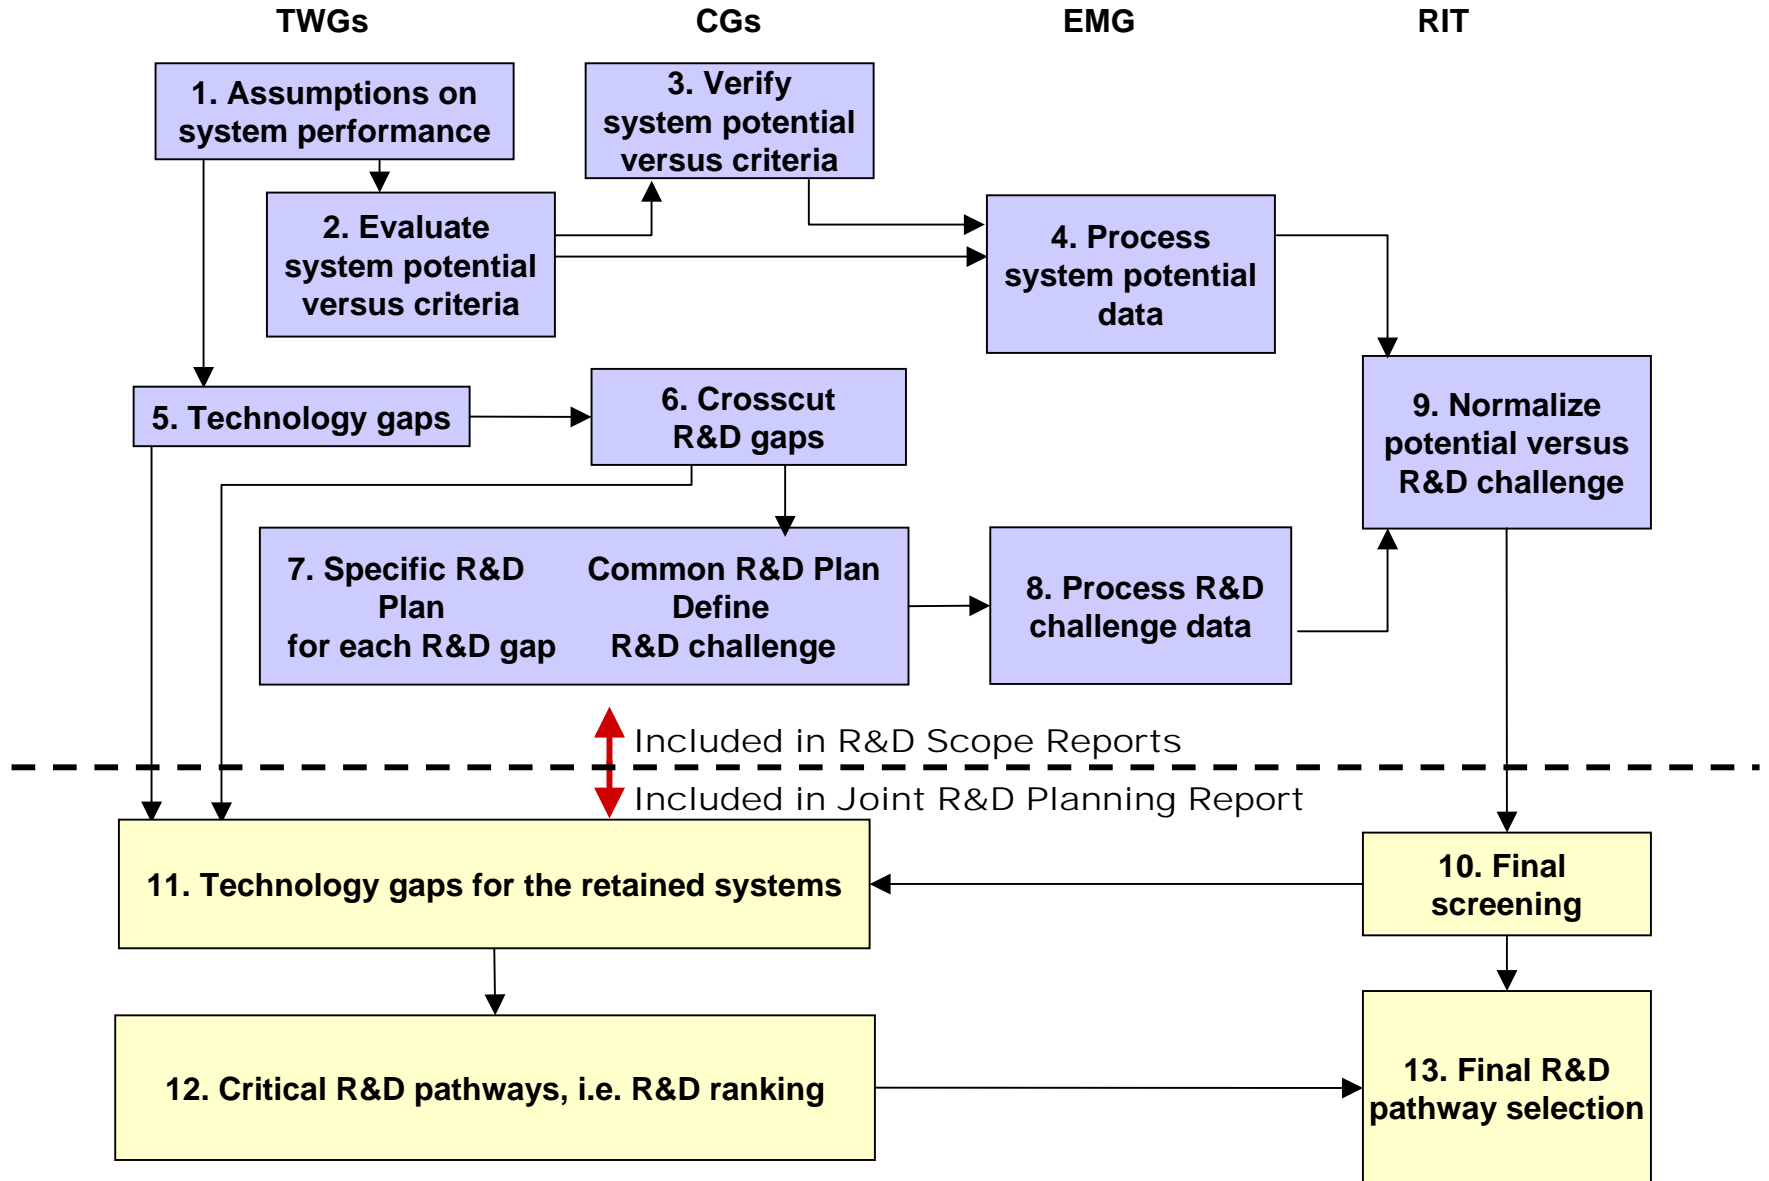 TWGs
CGs
EMG
RIT
1. Assumptions on
system performance
3. Verify
system potential
versus criteria
2. Evaluate
system potential
versus criteria
4. Process
system potential
data
5. Technology gaps
6. Crosscut
R&D gaps
9. Normalize
potential versus
R&D challenge
7. Specific R&D
Plan
for each R&D gap
Common R&D Plan
Define
R&D challenge
8. Process R&D
challenge data
Included in R&D Scope Reports
Included in Joint R&D Planning Report
11. Technology gaps for the retained systems
10. Final
screening
12. Critical R&D pathways, i.e. R&D ranking
13. Final R&D
pathway selection